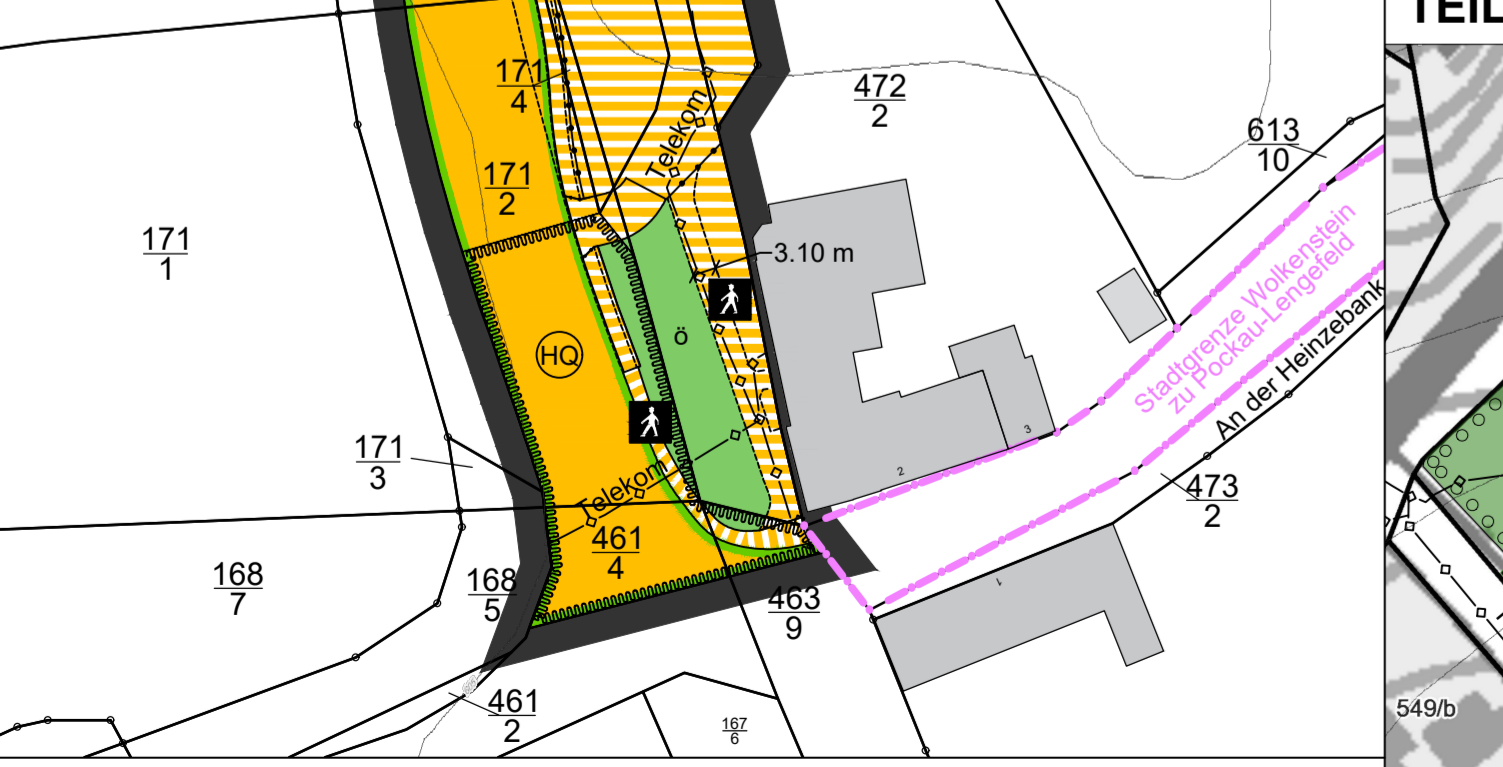 TEIL
171
4
472
2
Telekom
613
10
171
2
171
1
3.10 m
Ö
HQ
Stadtgrenze Wolkenstein
zu Pockau-Lengefeld
An der Heinzebank
3
2
171
3
Telekom
473
2
461
4
168
7
168
5
463
9
1
461
2
167
6
549/b